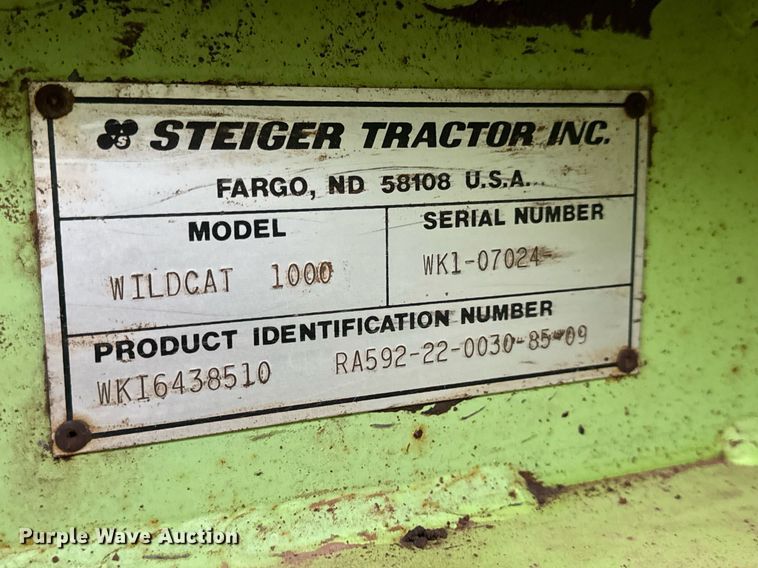 S STEIGER TRACTOR INC.
FARGO, ND 58108 U.S.A.
MODEL
WILDCAT 1000
SERIAL NUMBER
WK1-07024
PRODUCT IDENTIFICATION NUMBER
WKI6438510 RA592-22-0030-85-09
Purple Wave Auction